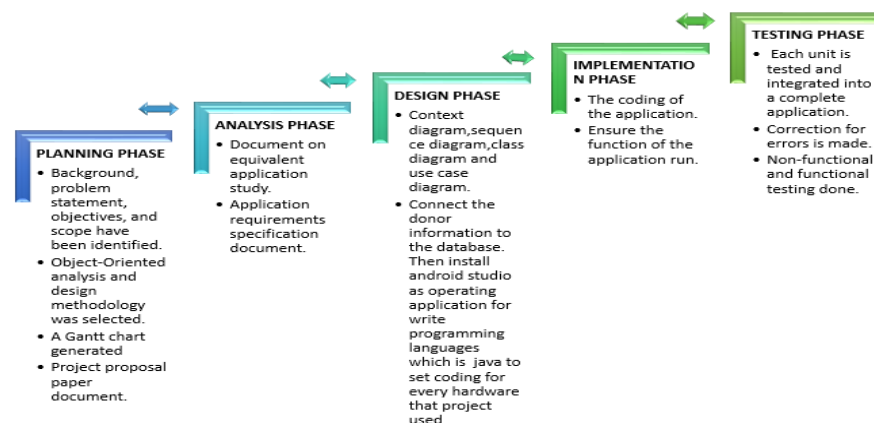 PLANNING PHASE
• Background,
problem
statement,
objectives, and
scope have
been identified.
• Object-Oriented
analysis and
design
methodology
was selected.
• A Gantt chart
generated
• Project proposal
paper
document.
ANALYSIS PHASE
• Document on
equivalent
application
study.
• Application
requirements
specification
document.
DESIGN PHASE
• Context
diagram,sequen
ce diagram,class
diagram and
use case
diagram.
• Connect the
donor
information to
the database.
Then install
android studio
as operating
application for
write
programming
languages
which is java to
set coding for
every hardware
that project
used
IMPLEMENTATIO
N PHASE
• The coding of
the application.
• Ensure the
function of the
application run.
TESTING PHASE
• Each unit is
tested and
integrated into
a complete
application.
• Correction for
errors is made.
• Non-functional
and functional
testing done.